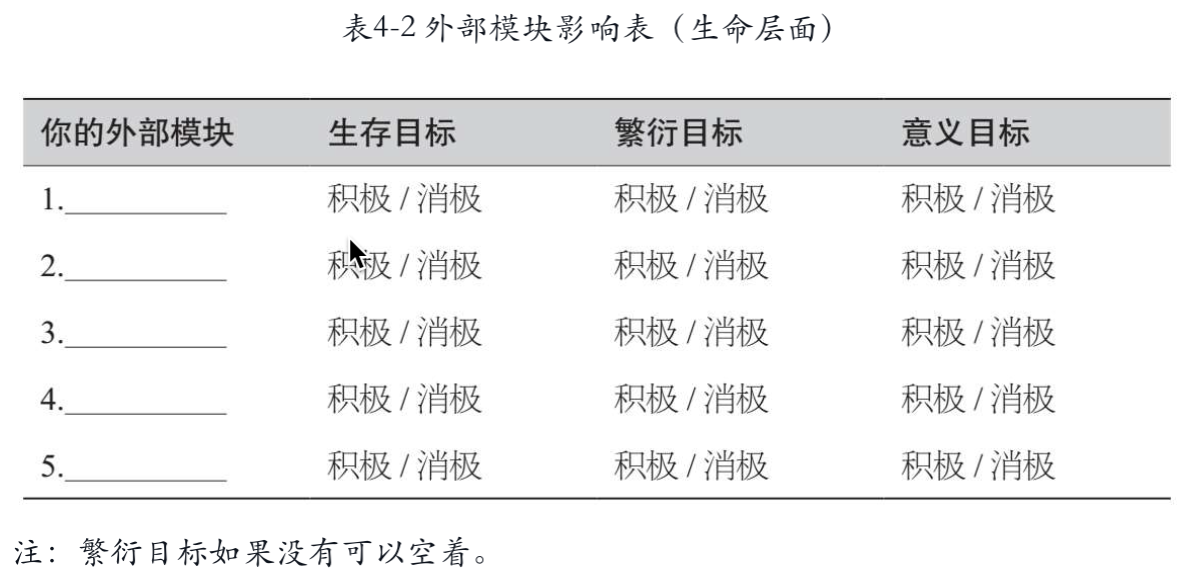 表4-2 外部模块影响表（生命层面）
你的外部模块 生存目标 繁衍目标 意义目标
1.__________ 积极 / 消极 积极 / 消极 积极 / 消极
2.__________ 积极 / 消极 积极 / 消极 积极 / 消极
3.__________ 积极 / 消极 积极 / 消极 积极 / 消极
4.__________ 积极 / 消极 积极 / 消极 积极 / 消极
5.__________ 积极 / 消极 积极 / 消极 积极 / 消极
注：繁衍目标如果没有可以空着。